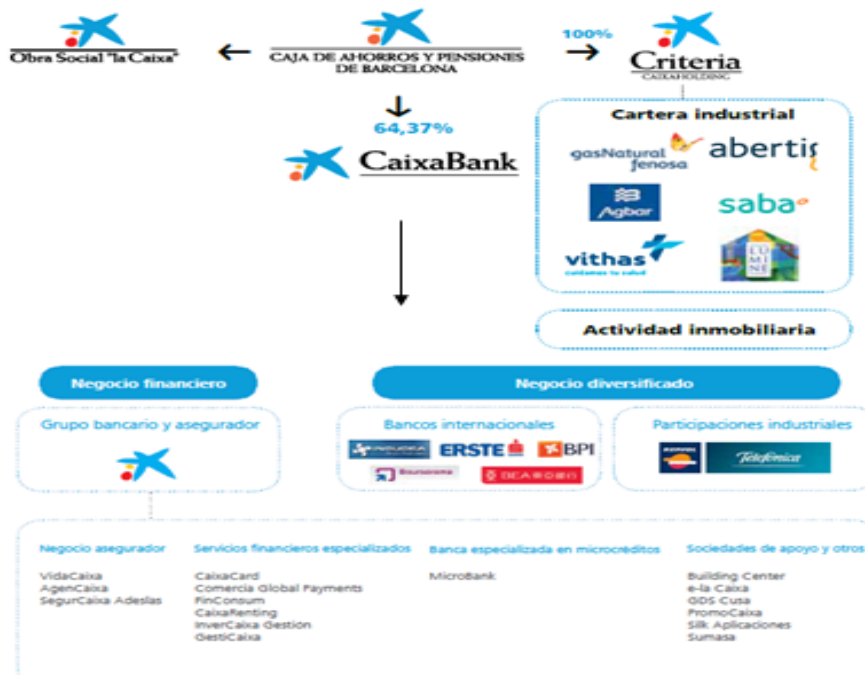 Obra Social "la Caixa"
CAJA DE AHORROS Y PENSIONES
DE BARCELONA
100%
Criteria
CAIXAHOLDING
64,37%
CaixaBank
Cartera industrial
gasNatural
fenosa
abertis
Agbar
saba
vithas
cuidamos tu salud
LUMINE
Actividad inmobiliaria
Negocio financiero
Negocio diversificado
Grupo bancario y asegurador
Bancos internacionales
ERSTE
BPI
Boursorama
BEA
Participaciones industriales
REPSOL
Telefónica
Negocio asegurador
VidaCaixa
AgenCaixa
SegurCaixa Adeslas
Servicios financieros especializados
CaixaCard
Comercia Global Payments
FinConsum
CaixaRenting
InverCaixa Gestión
GestiCaixa
Banca especializada en microcréditos
MicroBank
Sociedades de apoyo y otros
Building Center
e-la Caixa
GDS Cusa
PromoCaixa
Silk Aplicaciones
Sumasa